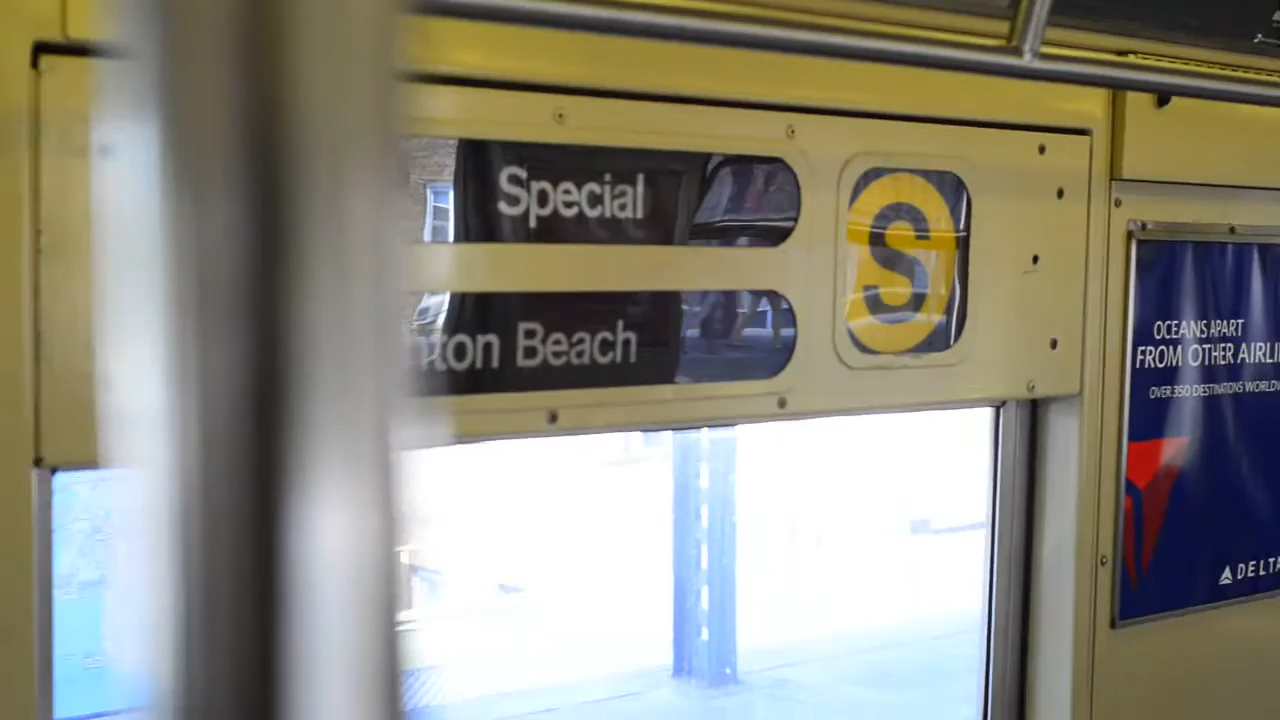 Special
nton Beach
S
OCEANS APART
FROM OTHER AIRLI
OVER 350 DESTINATIONS WORLDW
DELTA